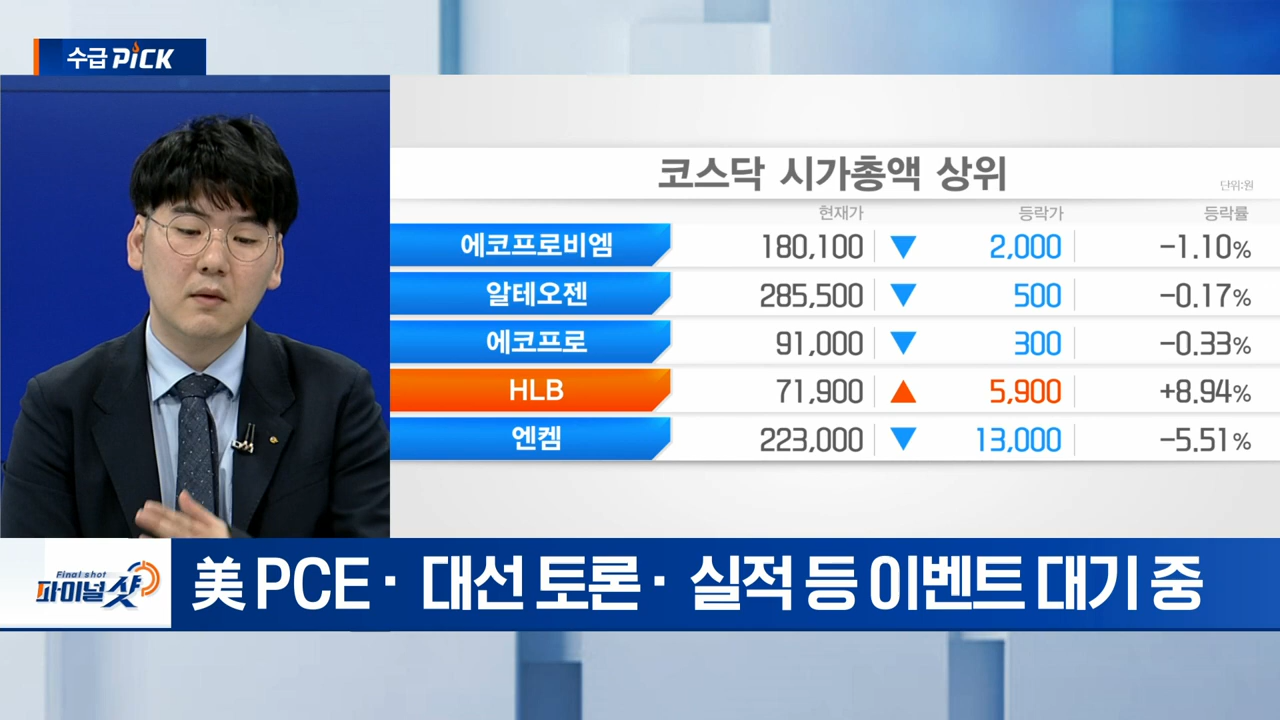 수급 PICK
코스닥 시가총액 상위
단위:원
현재가 등락가 등락률
에코프로비엠 180,100 ▼ 2,000 -1.10%
알테오젠 285,500 ▼ 500 -0.17%
에코프로 91,000 ▼ 300 -0.33%
HLB 71,900 ▲ 5,900 +8.94%
엔켐 223,000 ▼ 13,000 -5.51%
Final shot
파이널샷
美 PCE· 대선 토론· 실적 등 이벤트 대기 중